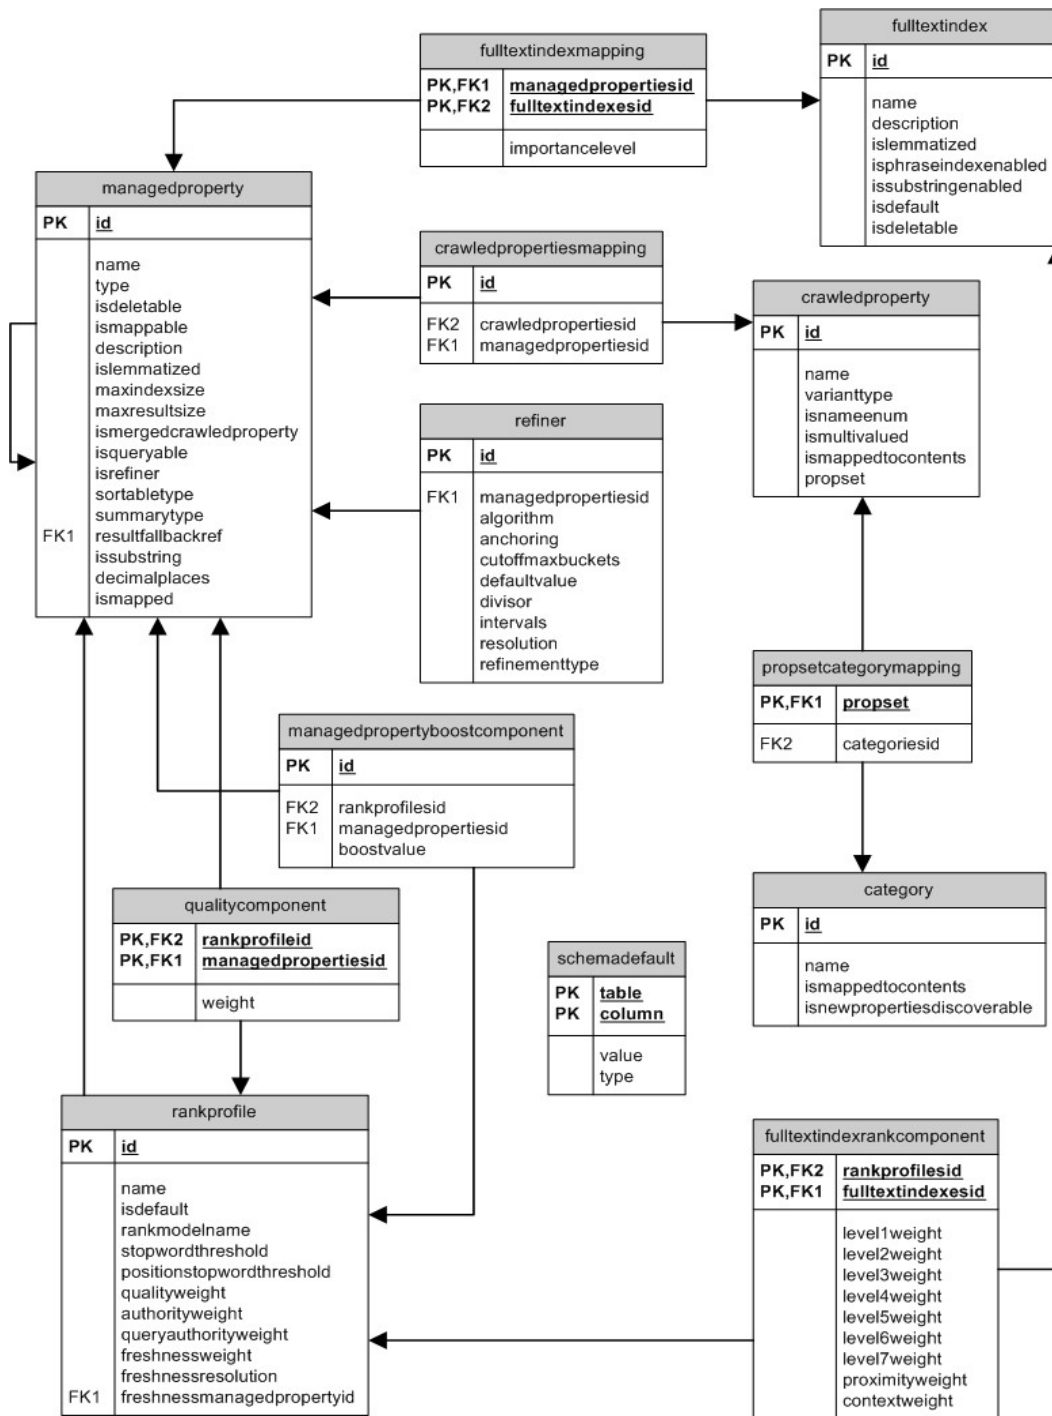 fulltextindexmapping
PK,FK1 managedpropertiesid
PK,FK2 fulltextindexesid
importancelevel
fulltextindex
PK id
name
description
islemmatized
isphraseindexenabled
issubstringenabled
isdefault
isdeletable
managedproperty
PK id
name
type
isdeletable
ismappable
description
islemmatized
maxindexsize
maxresultsize
ismergedcrawledproperty
isqueryable
isrefiner
sortabletype
summarytype
FK1 resultfallbackref
issubstring
decimalplaces
ismapped
crawledpropertiesmapping
PK id
FK2 crawledpropertiesid
FK1 managedpropertiesid
crawledproperty
PK id
name
varianttype
isnameenum
ismultivalued
ismappedtocontents
propset
refiner
PK id
FK1 managedpropertiesid
algorithm
anchoring
cutoffmaxbuckets
defaultvalue
divisor
intervals
resolution
refinementtype
propsetcategorymapping
PK,FK1 propset
FK2 categoriesid
managedpropertyboostcomponent
PK id
FK2 rankprofilesid
FK1 managedpropertiesid
boostvalue
category
PK id
name
ismappedtocontents
isnewpropertiesdiscoverable
qualitycomponent
PK,FK2 rankprofileid
PK,FK1 managedpropertiesid
weight
schemadefault
PK table
PK column
value
type
rankprofile
PK id
name
isdefault
rankmodelname
stopwordthreshold
positionstopwordthreshold
qualityweight
authorityweight
queryauthorityweight
freshnessweight
freshnessresolution
FK1 freshnessmanagedpropertyid
fulltextindexrankcomponent
PK,FK2 rankprofilesid
PK,FK1 fulltextindexesid
level1weight
level2weight
level3weight
level4weight
level5weight
level6weight
level7weight
proximityweight
contextweight